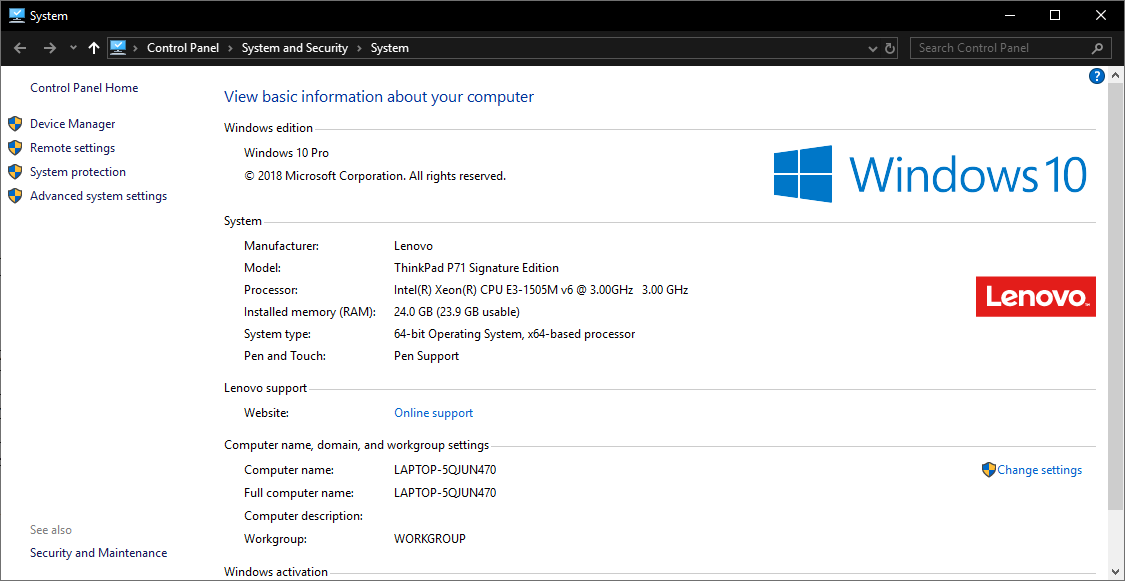 System
Control Panel > System and Security > System
Search Control Panel
Control Panel Home
Device Manager
Remote settings
System protection
Advanced system settings
See also
Security and Maintenance
?
View basic information about your computer
Windows edition
Windows 10 Pro
© 2018 Microsoft Corporation. All rights reserved.
Windows 10
System
Manufacturer: Lenovo
Model: ThinkPad P71 Signature Edition
Processor: Intel(R) Xeon(R) CPU E3-1505M v6 @ 3.00GHz 3.00 GHz
Installed memory (RAM): 24.0 GB (23.9 GB usable)
System type: 64-bit Operating System, x64-based processor
Pen and Touch: Pen Support
Lenovo
Lenovo support
Website: Online support
Computer name, domain, and workgroup settings
Computer name: LAPTOP-5QJUN470
Change settings
Full computer name: LAPTOP-5QJUN470
Computer description:
Workgroup: WORKGROUP
Windows activation